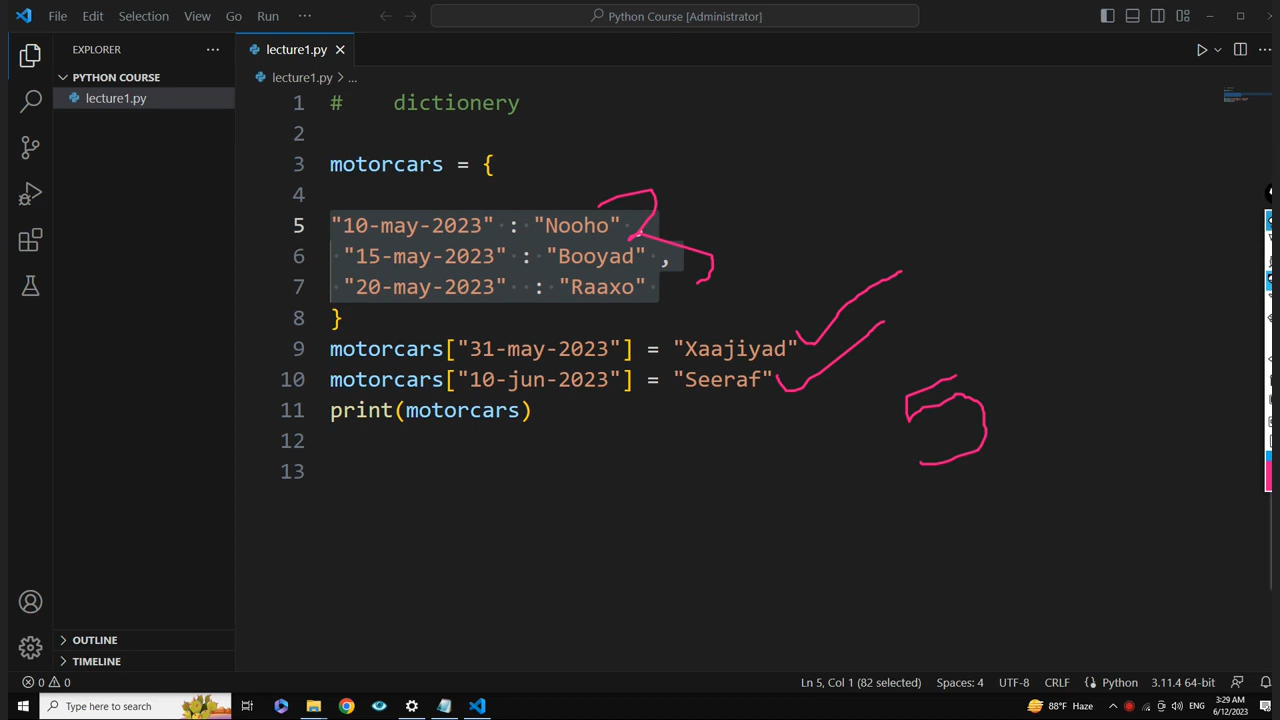 File Edit Selection View Go Run ···
Python Course [Administrator]
EXPLORER ···
lecture1.py
PYTHON COURSE
lecture1.py
lecture1.py > ...
1 # dictionery
2
3 motorcars = {
4
5 "10-may-2023" : "Nooho" ,
6 "15-may-2023" : "Booyad" ,
7 "20-may-2023" : "Raaxo"
8 }
9 motorcars["31-may-2023"] = "Xaajiyad"
10 motorcars["10-jun-2023"] = "Seeraf"
11 print(motorcars)
12
13
3
5
OUTLINE
TIMELINE
0 0
Ln 5, Col 1 (82 selected) Spaces: 4 UTF-8 CRLF Python 3.11.4 64-bit
Type here to search
88°F Haze
ENG
3:29 AM
6/12/2023